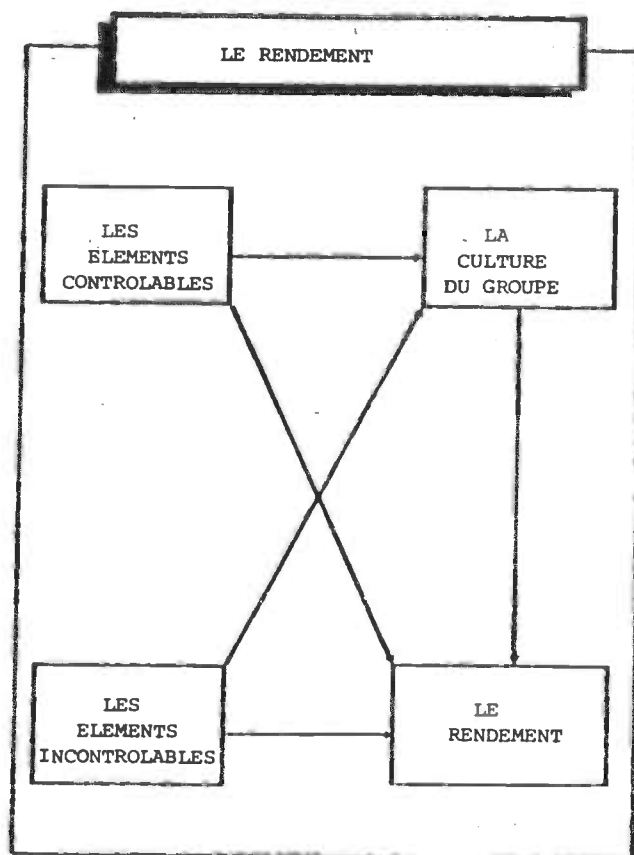 LE RENDEMENT
LES
ELEMENTS
CONTROLABLES
LA
CULTURE
DU GROUPE
LES
ELEMENTS
INCONTROLABLES
LE
RENDEMENT